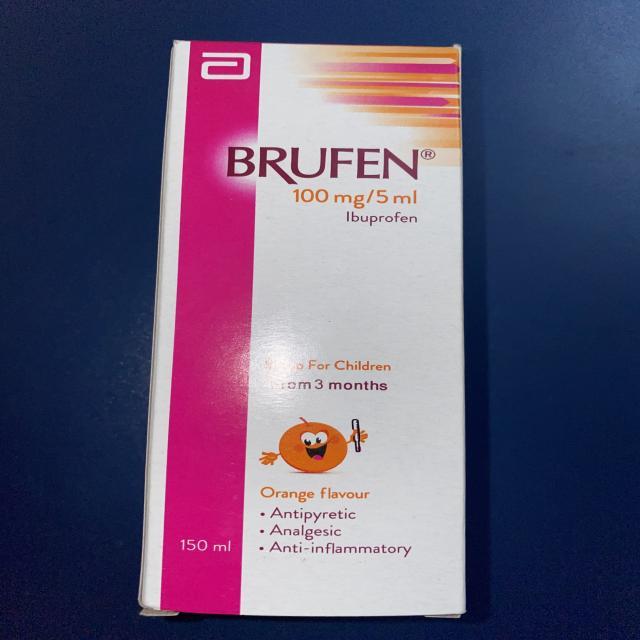 BRUFEN®
100 mg/5 ml
Ibuprofen
For Children
3 months
Orange flavour
• Antipyretic
• Analgesic
• Anti-inflammatory
150 ml